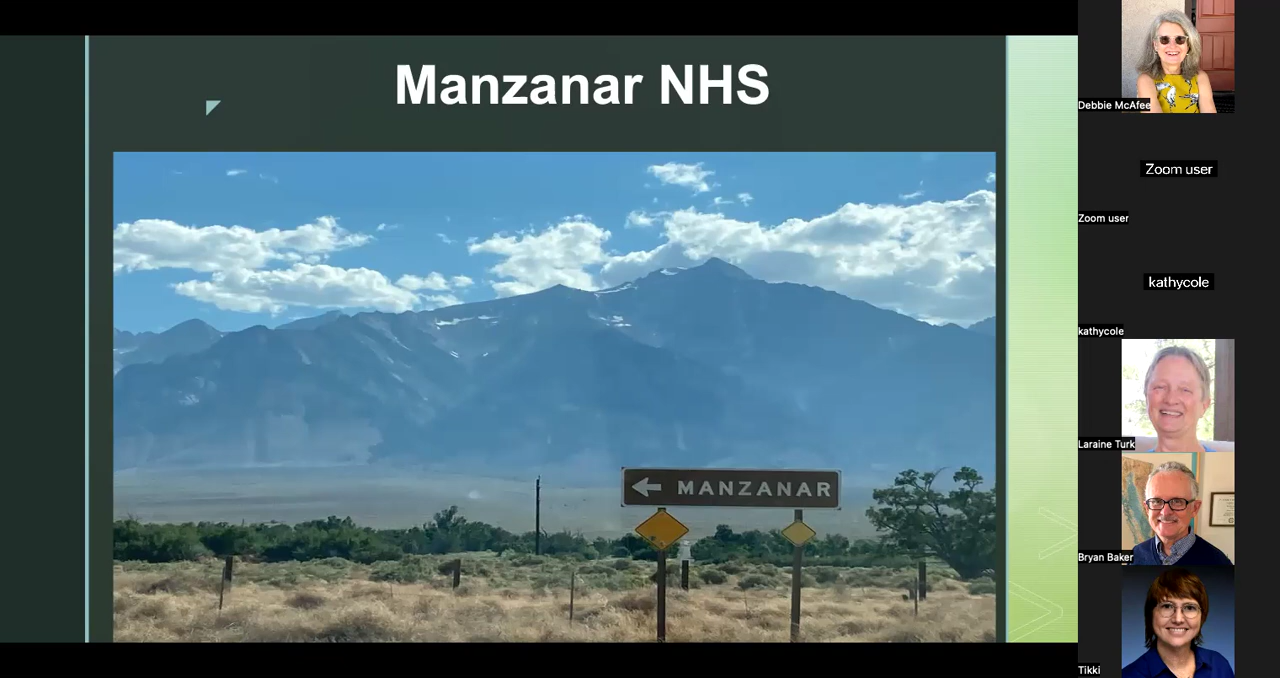 Manzanar NHS
MANZANAR
Debbie McAfee
Zoom user
Zoom user
kathycole
kathycole
Laraine Turk
Bryan Baker
Tikki